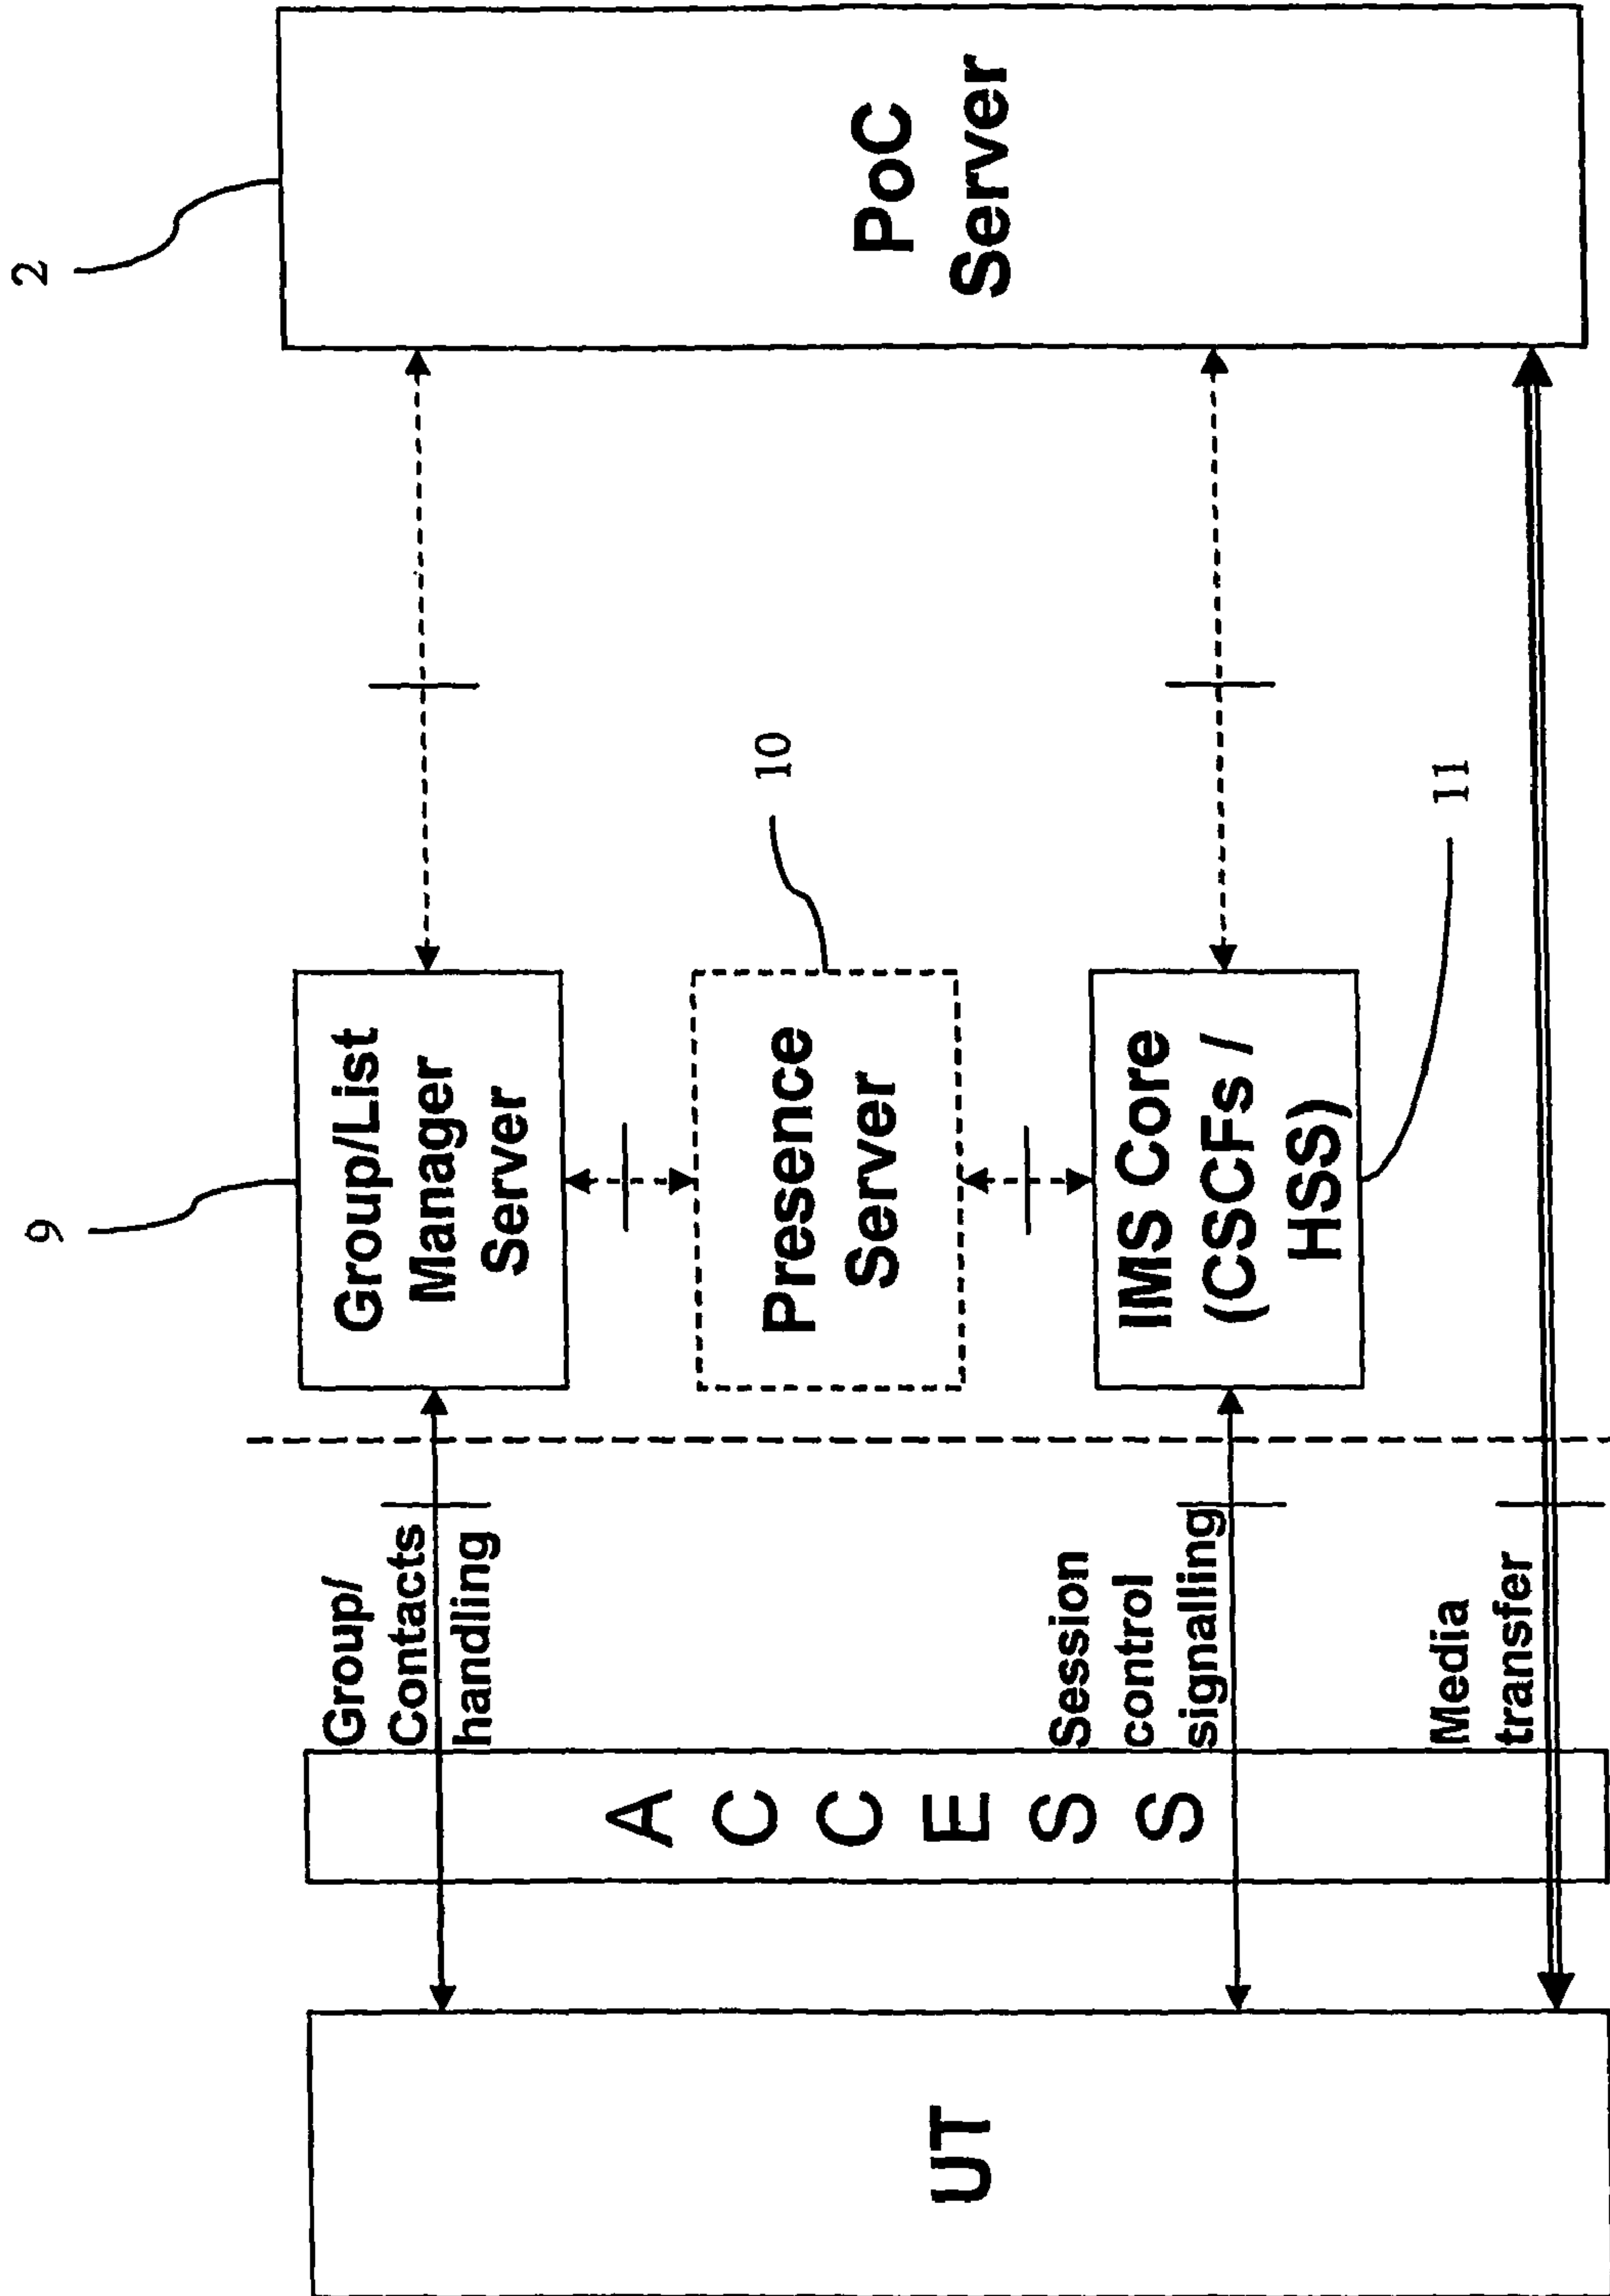 UT
A
C
C
E
S
S
Group/
Contacts
handling
Session
control
signalling
Media
transfer
9
Group/List
Manager
Server
10
Presence
Server
11
IMS Core
(CSCFs /
HSS)
2
PoC
Server